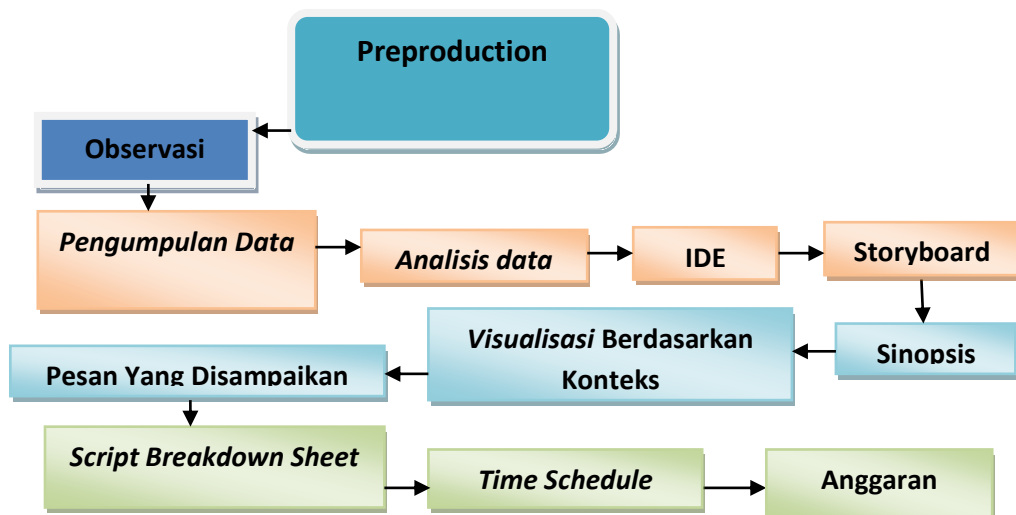 Preproduction
Observasi
Pengumpulan Data
Analisis data
IDE
Storyboard
Sinopsis
Visualisasi Berdasarkan
Konteks
Pesan Yang Disampaikan
Script Breakdown Sheet
Time Schedule
Anggaran